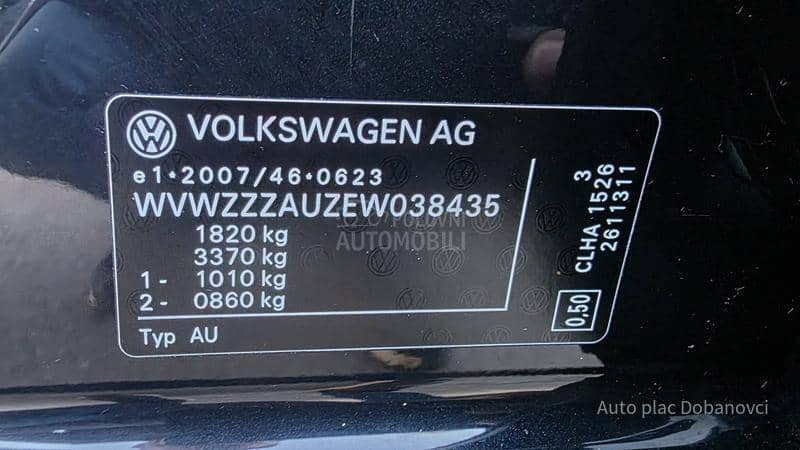 VOLKSWAGEN AG
e1*2007/46*0623
WVWZZZAUZEW038435
1820 kg
3370 kg
1- 1010 kg
2- 0860 kg
Typ AU
3
CLHA 1526
2611311
0,50
POLOVNI
AUTOMOBILI
Auto plac Dobanovci